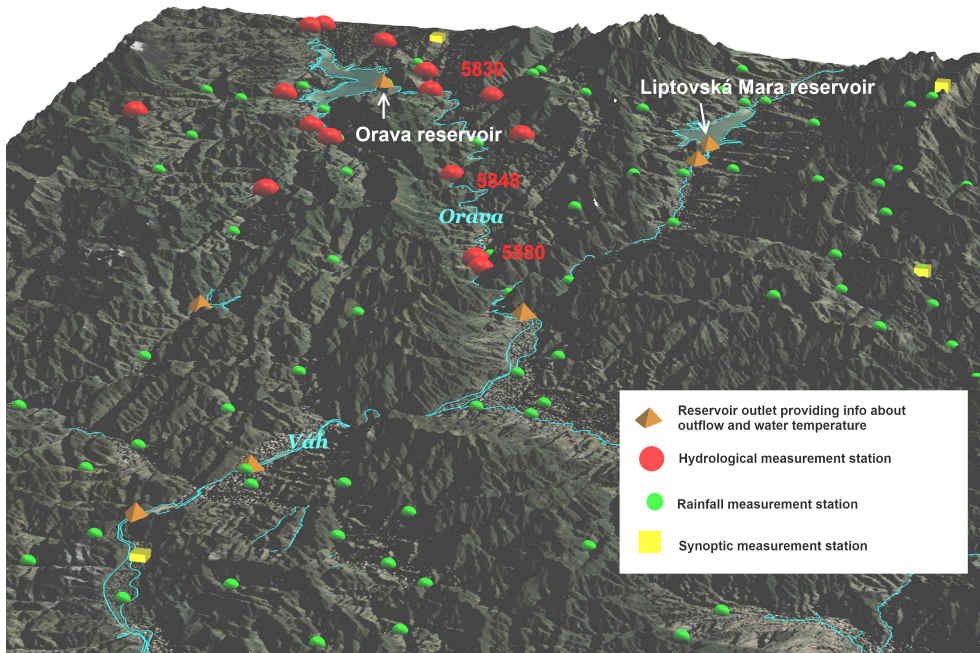 5830
Liptovská Mara reservoir
Orava reservoir
5848
Orava
5880
Váh
Reservoir outlet providing info about
outflow and water temperature
Hydrological measurement station
Rainfall measurement station
Synoptic measurement station